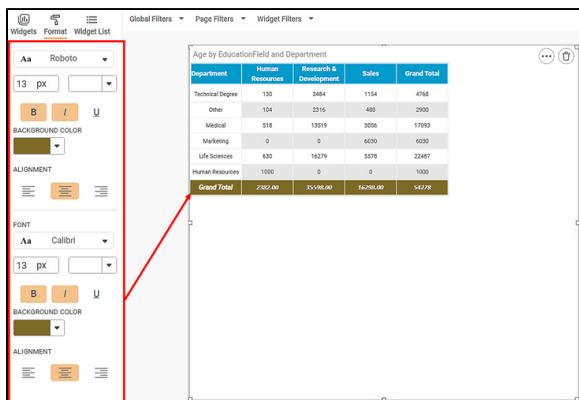 Global Filters Page Filters Widget Filters
Widgets Format Widget List
Aa Roboto
13 px
B I U
BACKGROUND COLOR
ALIGNMENT
FONT
Aa Calibri
13 px
B I U
BACKGROUND COLOR
ALIGNMENT
Age by EducationField and Department
Department Human Resources Research & Development Sales Grand Total
Technical Degree 130 3484 1154 4768
Other 104 2316 480 2900
Medical 518 13519 3056 17093
Marketing 0 0 6030 6030
Life Sciences 630 16279 5578 22487
Human Resources 1000 0 0 1000
Grand Total 2382.00 35598.00 16298.00 54278